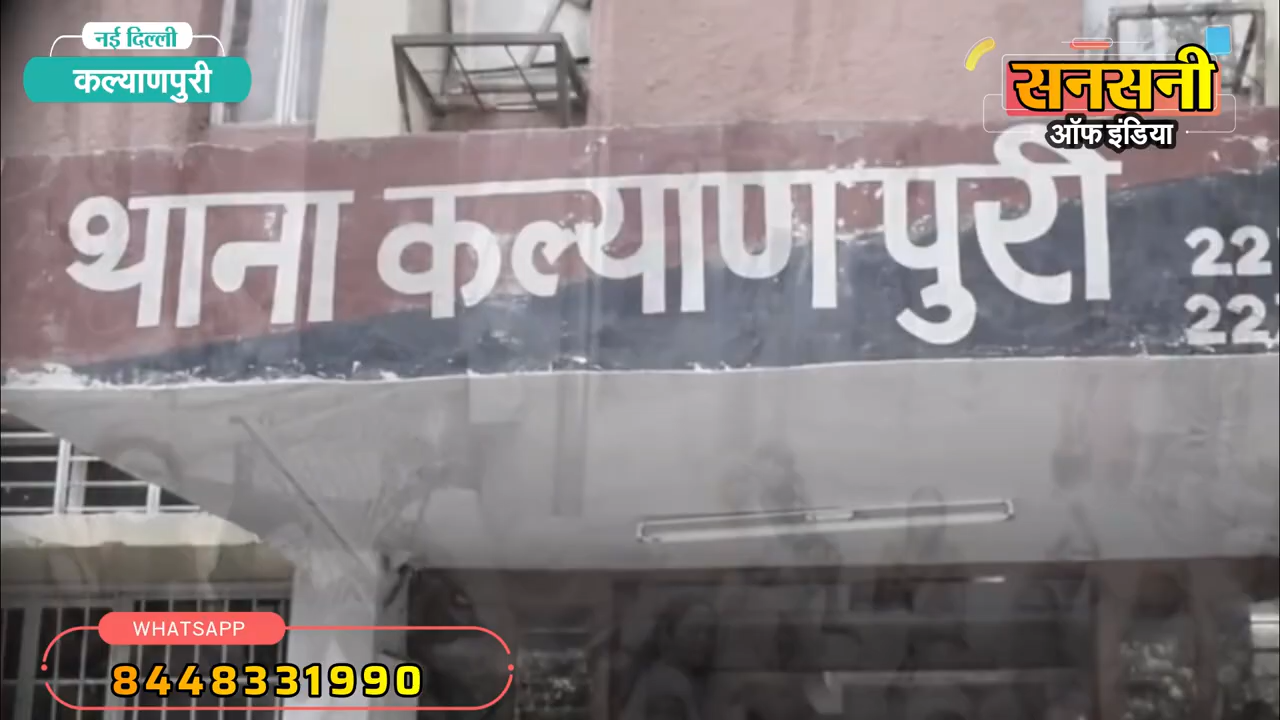 नई दिल्ली
कल्याणपुरी
सनसनी
ऑफ इंडिया
थाना कल्याणपुरी
22
22
WHATSAPP
8448331990